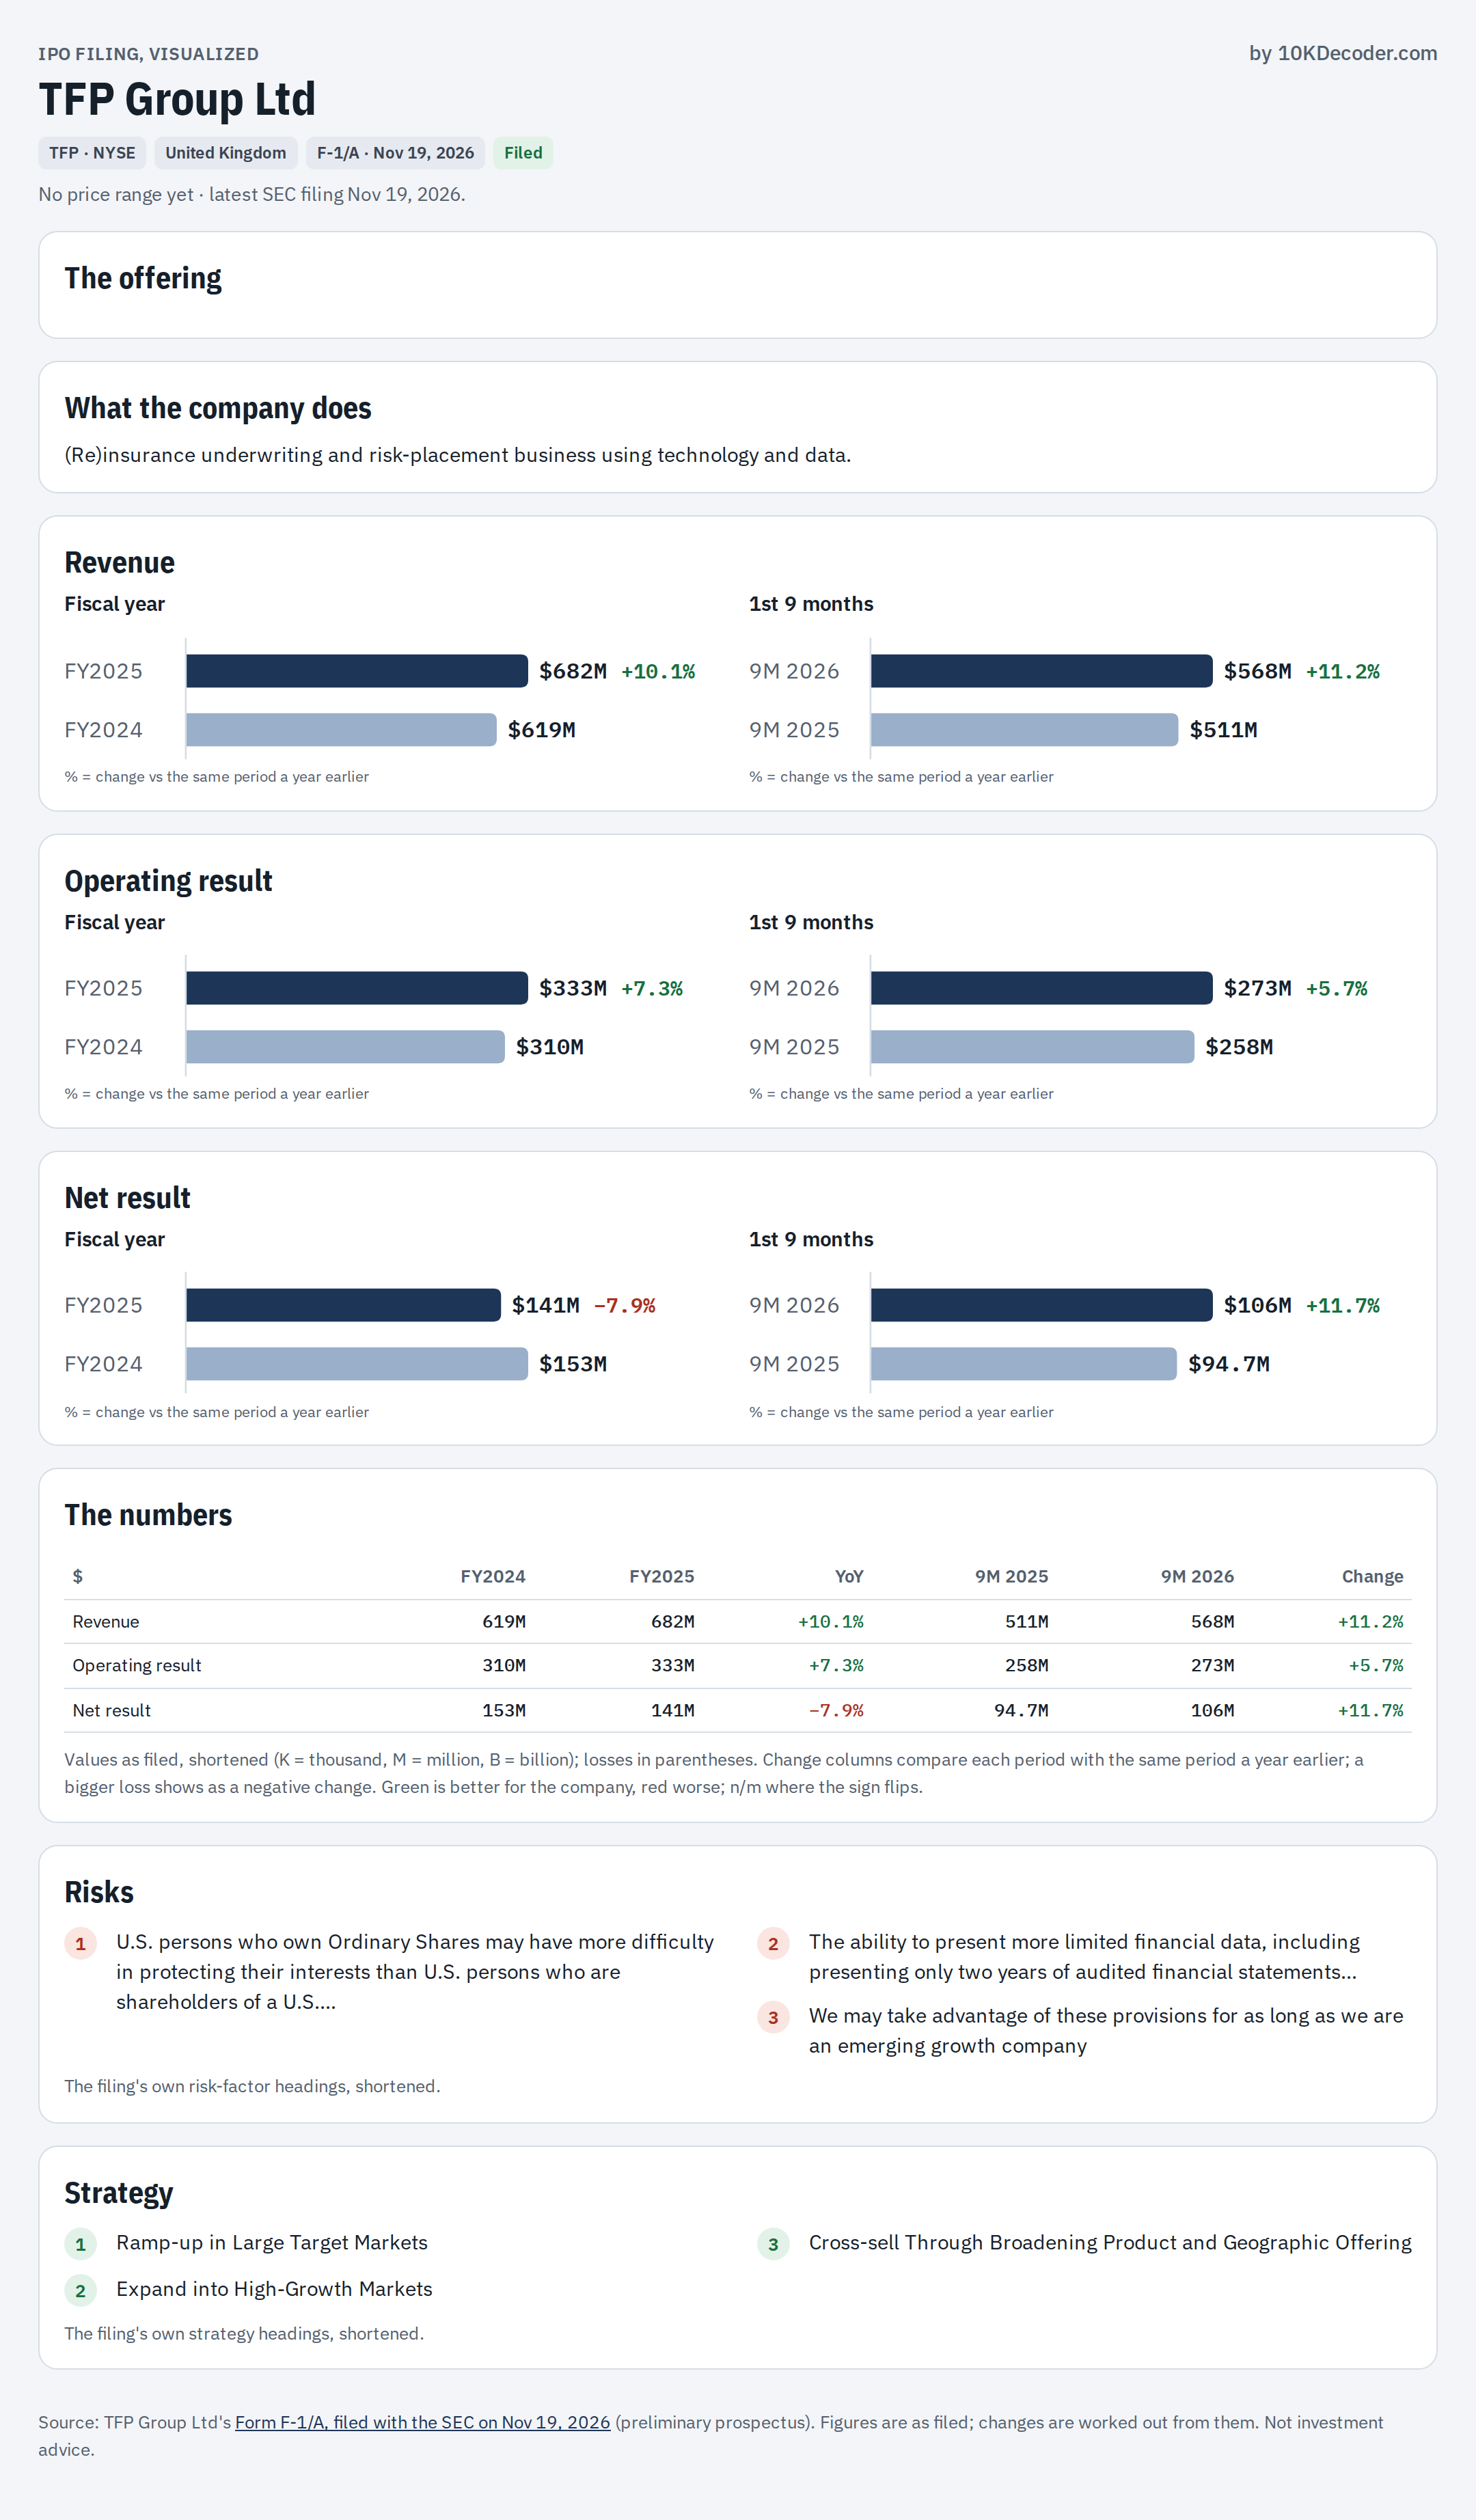 IPO FILING, VISUALIZED
by 10KDecoder.com
TFP Group Ltd
TFP · NYSE
United Kingdom
F-1/A · Nov 19, 2026
Filed
No price range yet · latest SEC filing Nov 19, 2026.
The offering
What the company does
(Re)insurance underwriting and risk-placement business using technology and data.
Revenue
Fiscal year
FY2025 $682M +10.1%
FY2024 $619M
% = change vs the same period a year earlier
1st 9 months
9M 2026 $568M +11.2%
9M 2025 $511M
% = change vs the same period a year earlier
Operating result
Fiscal year
FY2025 $333M +7.3%
FY2024 $310M
% = change vs the same period a year earlier
1st 9 months
9M 2026 $273M +5.7%
9M 2025 $258M
% = change vs the same period a year earlier
Net result
Fiscal year
FY2025 $141M −7.9%
FY2024 $153M
% = change vs the same period a year earlier
1st 9 months
9M 2026 $106M +11.7%
9M 2025 $94.7M
% = change vs the same period a year earlier
The numbers
$ FY2024 FY2025 YoY 9M 2025 9M 2026 Change
Revenue 619M 682M +10.1% 511M 568M +11.2%
Operating result 310M 333M +7.3% 258M 273M +5.7%
Net result 153M 141M −7.9% 94.7M 106M +11.7%
Values as filed, shortened (K = thousand, M = million, B = billion); losses in parentheses. Change columns compare each period with the same period a year earlier; a
bigger loss shows as a negative change. Green is better for the company, red worse; n/m where the sign flips.
Risks
1 U.S. persons who own Ordinary Shares may have more difficulty
in protecting their interests than U.S. persons who are
shareholders of a U.S....
2 The ability to present more limited financial data, including
presenting only two years of audited financial statements...
3 We may take advantage of these provisions for as long as we are
an emerging growth company
The filing's own risk-factor headings, shortened.
Strategy
1 Ramp-up in Large Target Markets
2 Expand into High-Growth Markets
3 Cross-sell Through Broadening Product and Geographic Offering
The filing's own strategy headings, shortened.
Source: TFP Group Ltd's Form F-1/A, filed with the SEC on Nov 19, 2026 (preliminary prospectus). Figures are as filed; changes are worked out from them. Not investment
advice.